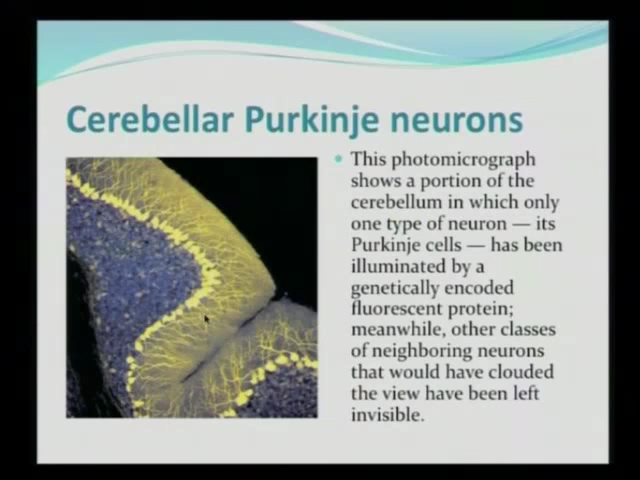 Cerebellar Purkinje neurons
• This photomicrograph
shows a portion of the
cerebellum in which only
one type of neuron — its
Purkinje cells — has been
illuminated by a
genetically encoded
fluorescent protein;
meanwhile, other classes
of neighboring neurons
that would have clouded
the view have been left
invisible.